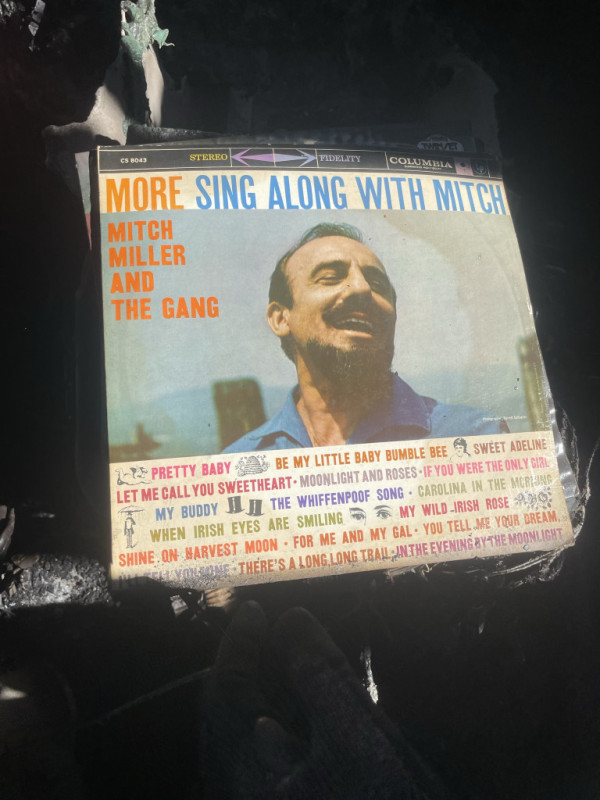 CS 8043 STEREO FIDELITY COLUMBIA
MORE SING ALONG WITH MITCH
MITCH
MILLER
AND
THE GANG
PRETTY BABY BE MY LITTLE BABY BUMBLE BEE SWEET ADELINE
LET ME CALL YOU SWEETHEART · MOONLIGHT AND ROSES · IF YOU WERE THE ONLY GIRL
MY BUDDY THE WHIFFENPOOF SONG · CAROLINA IN THE MORNING
WHEN IRISH EYES ARE SMILING MY WILD IRISH ROSE
SHINE ON HARVEST MOON · FOR ME AND MY GAL · YOU TELL ME YOUR DREAM,
THERE'S A LONG, LONG TRAIL · IN THE EVENING BY THE MOONLIGHT